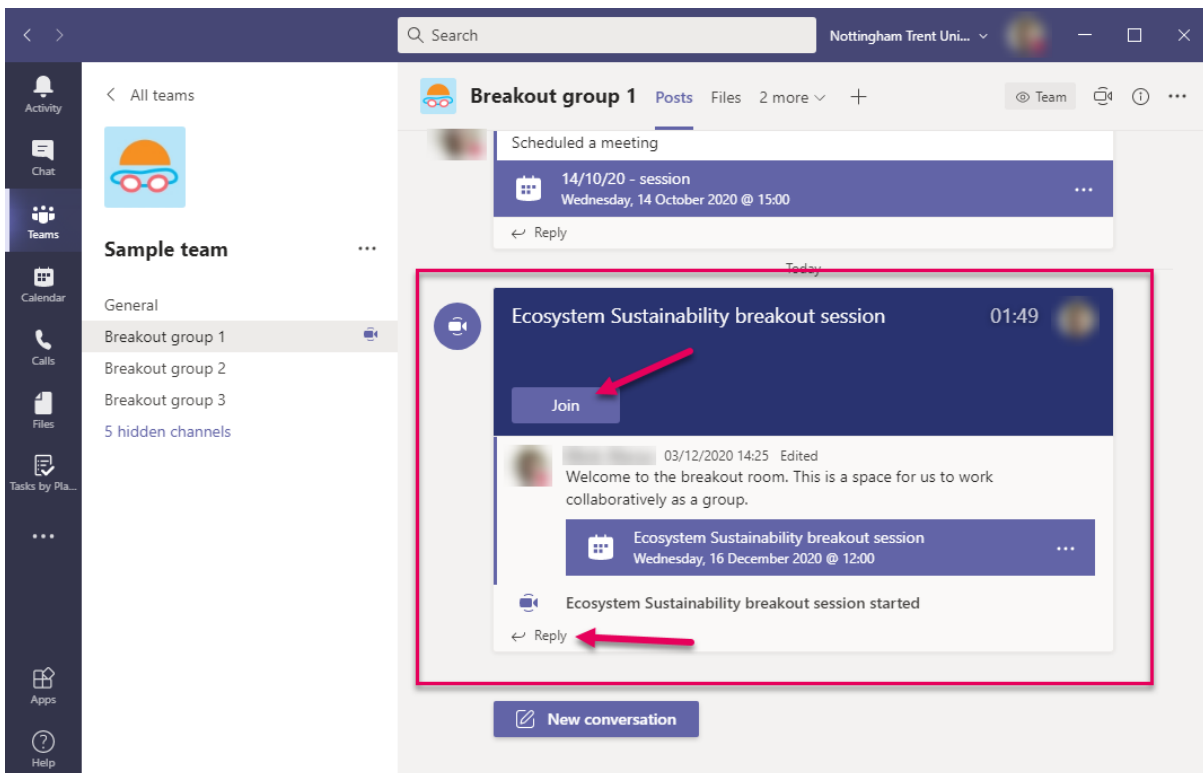 Search
Nottingham Trent Uni...
Activity
Chat
Teams
Calendar
Calls
Files
Tasks by Pla...
Apps
Help
All teams
Sample team
General
Breakout group 1
Breakout group 2
Breakout group 3
5 hidden channels
Breakout group 1 Posts Files 2 more
Team
Scheduled a meeting
14/10/20 - session
Wednesday, 14 October 2020 @ 15:00
Reply
Today
Ecosystem Sustainability breakout session 01:49
Join
03/12/2020 14:25 Edited
Welcome to the breakout room. This is a space for us to work
collaboratively as a group.
Ecosystem Sustainability breakout session
Wednesday, 16 December 2020 @ 12:00
Ecosystem Sustainability breakout session started
Reply
New conversation